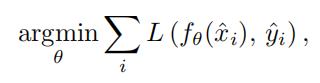 argmin_θ ∑_i L (f_θ(x̂_i), ŷ_i) ,